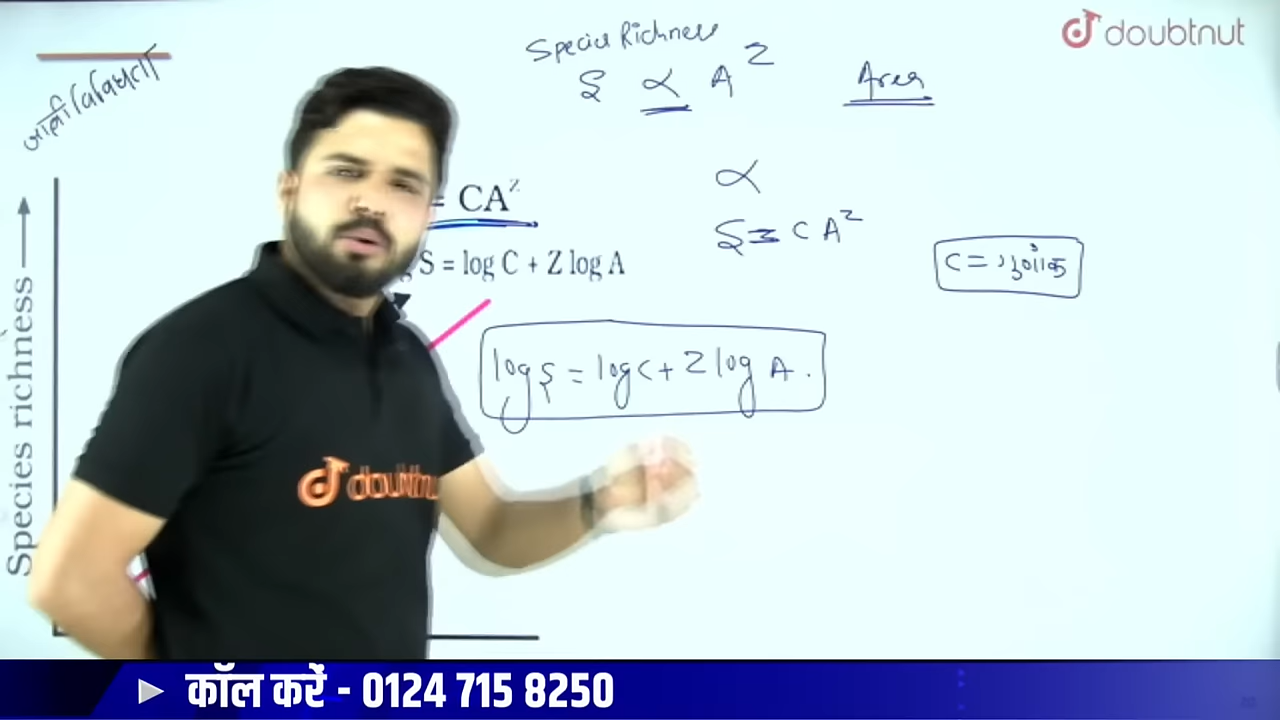 doubtnut
जाति विविधता
Species Richness
S ∝ A^Z Area
∝
= CA^Z
S = C A^Z
S = log C + Z log A
log S = log C + Z log A.
Species richness
doubtnut
कॉल करें - 0124 715 8250